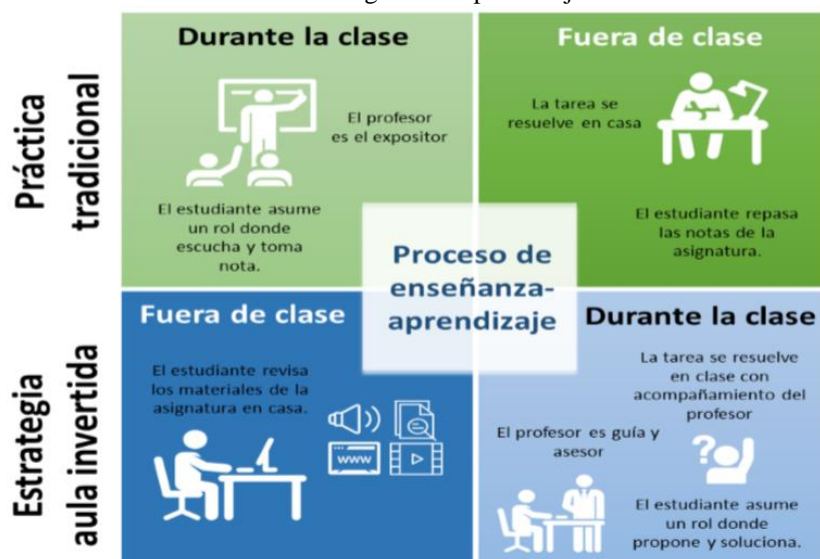 Práctica
tradicional
Durante la clase
El profesor
es el expositor
El estudiante asume
un rol donde
escucha y toma
nota.
Fuera de clase
La tarea se
resuelve en casa
El estudiante repasa
las notas de la
asignatura.
Proceso de
enseñanza-
aprendizaje
Estrategia
aula invertida
Fuera de clase
El estudiante revisa
los materiales de la
asignatura en casa.
www
Durante la clase
La tarea se resuelve
en clase con
acompañamiento del
profesor
El profesor es guía y
asesor
?
El estudiante asume
un rol donde
propone y soluciona.